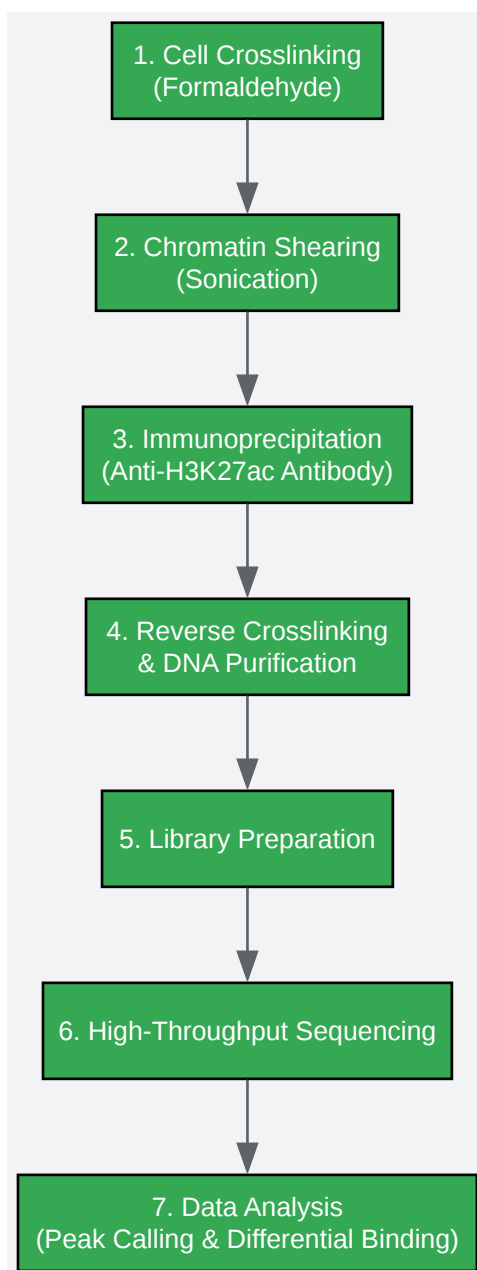 1. Cell Crosslinking
(Formaldehyde)
2. Chromatin Shearing
(Sonication)
3. Immunoprecipitation
(Anti-H3K27ac Antibody)
4. Reverse Crosslinking
& DNA Purification
5. Library Preparation
6. High-Throughput Sequencing
7. Data Analysis
(Peak Calling & Differential Binding)